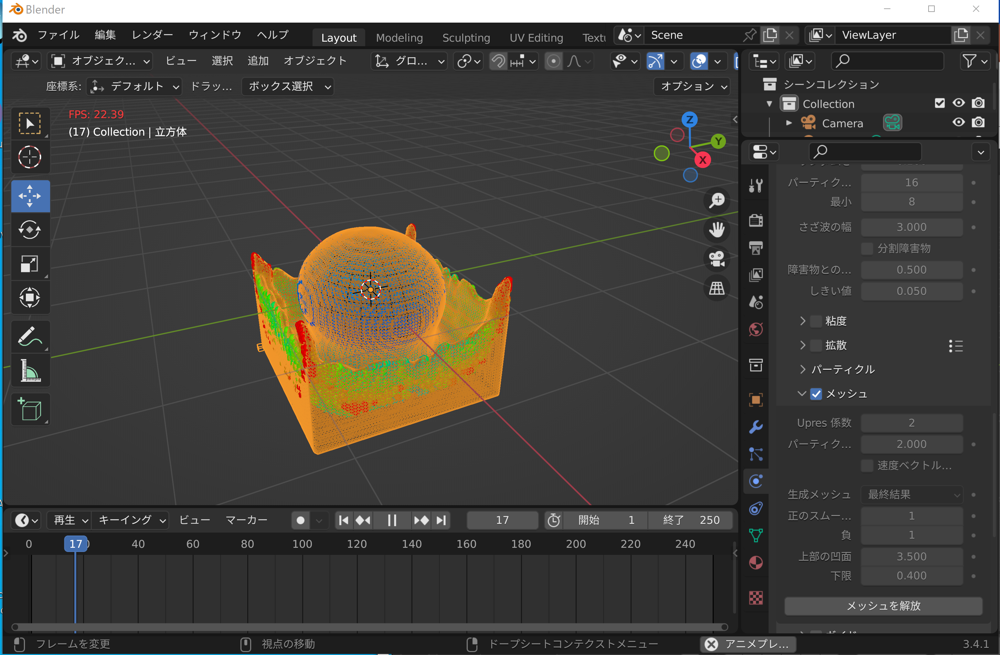 Blender
ファイル 編集 レンダー ウィンドウ ヘルプ Layout Modeling Sculpting UV Editing Scene ViewLayer
オブジェク... ビュー 選択 追加 オブジェクト グロ...
座標系: デフォルト ドラッ... ボックス選択 オプション
FPS: 22.39
(17) Collection | 立方体
Z
Y
X
シーンコレクション
Collection
Camera
パーティク... 16
最小 8
さざ波の幅 3.000
分割障害物
障害物との... 0.500
しきい値 0.050
粘度
拡散
パーティクル
メッシュ
Upres 係数 2
パーティク... 2.000
速度ベクトル...
生成メッシュ 最終結果
正のスムー... 1
負 1
上部の凹面 3.500
下限 0.400
メッシュを解放
再生 キーイング ビュー マーカー 17 開始 1 終了 250
0 17 40 60 80 100 120 140 160 180 200 220 240
フレームを変更 視点の移動 ドープシートコンテクストメニュー アニメプレ... 3.4.1